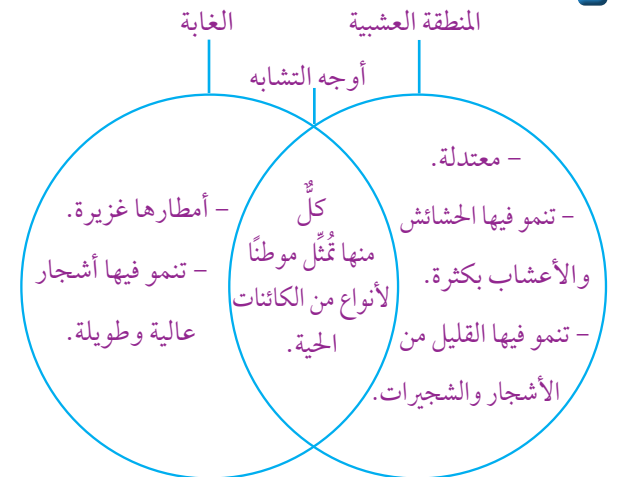 المنطقة العشبية
الغابة
أوجه التشابه
– معتدلة.
– تنمو فيها الحشائش
والأعشاب بكثرة.
– تنمو فيها القليل من
الأشجار والشجيرات.
كلٌّ
منها تُمثِّل موطنًا
لأنواع من الكائنات
الحية.
– أمطارها غزيرة.
– تنمو فيها أشجار
عالية وطويلة.